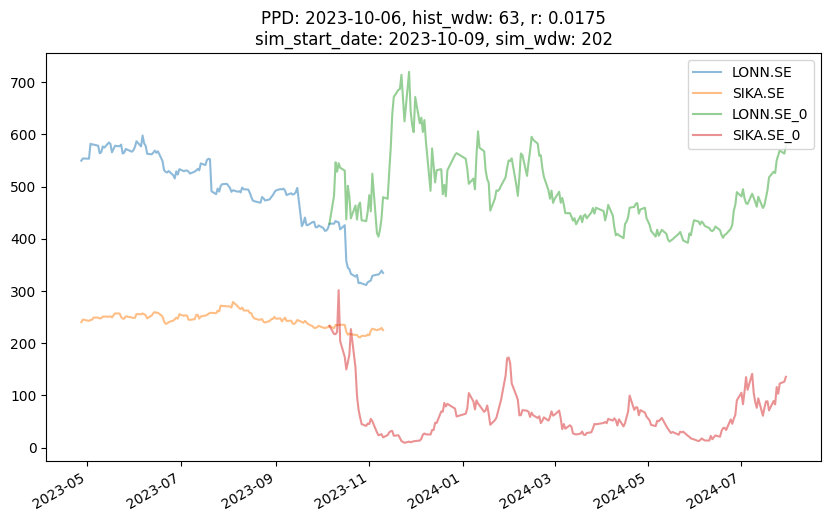 PPD: 2023-10-06, hist_wdw: 63, r: 0.0175
sim_start_date: 2023-10-09, sim_wdw: 202
LONN.SE
SIKA.SE
LONN.SE_0
SIKA.SE_0
700
600
500
400
300
200
100
0
2023-05
2023-07
2023-09
2023-11
2024-01
2024-03
2024-05
2024-07